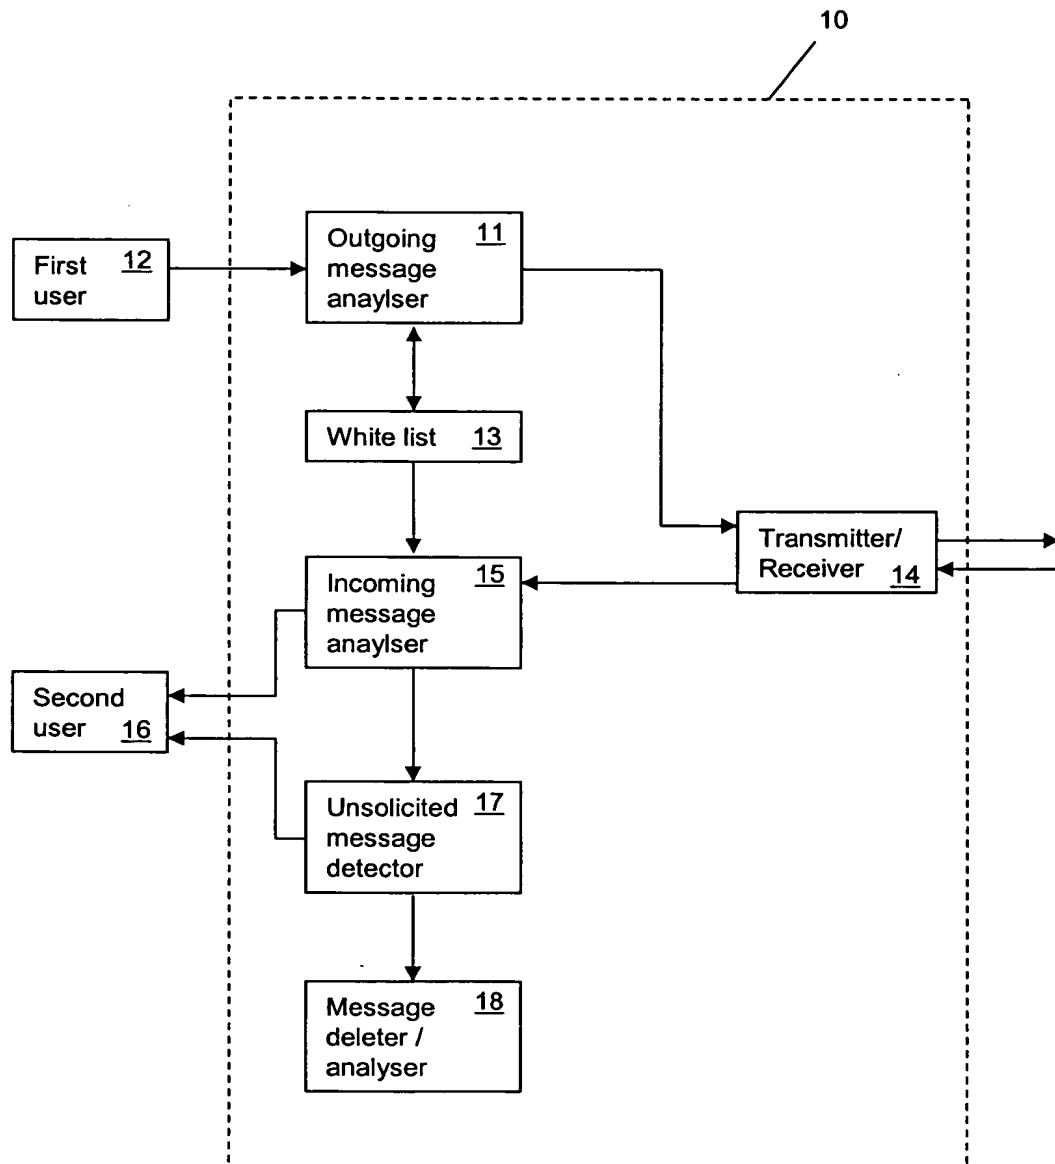 10
Outgoing 11
message
anaylser
First 12
user
White list 13
Transmitter/
Receiver 14
Incoming 15
message
anaylser
Second
user 16
Unsolicited 17
message
detector
Message 18
deleter /
analyser